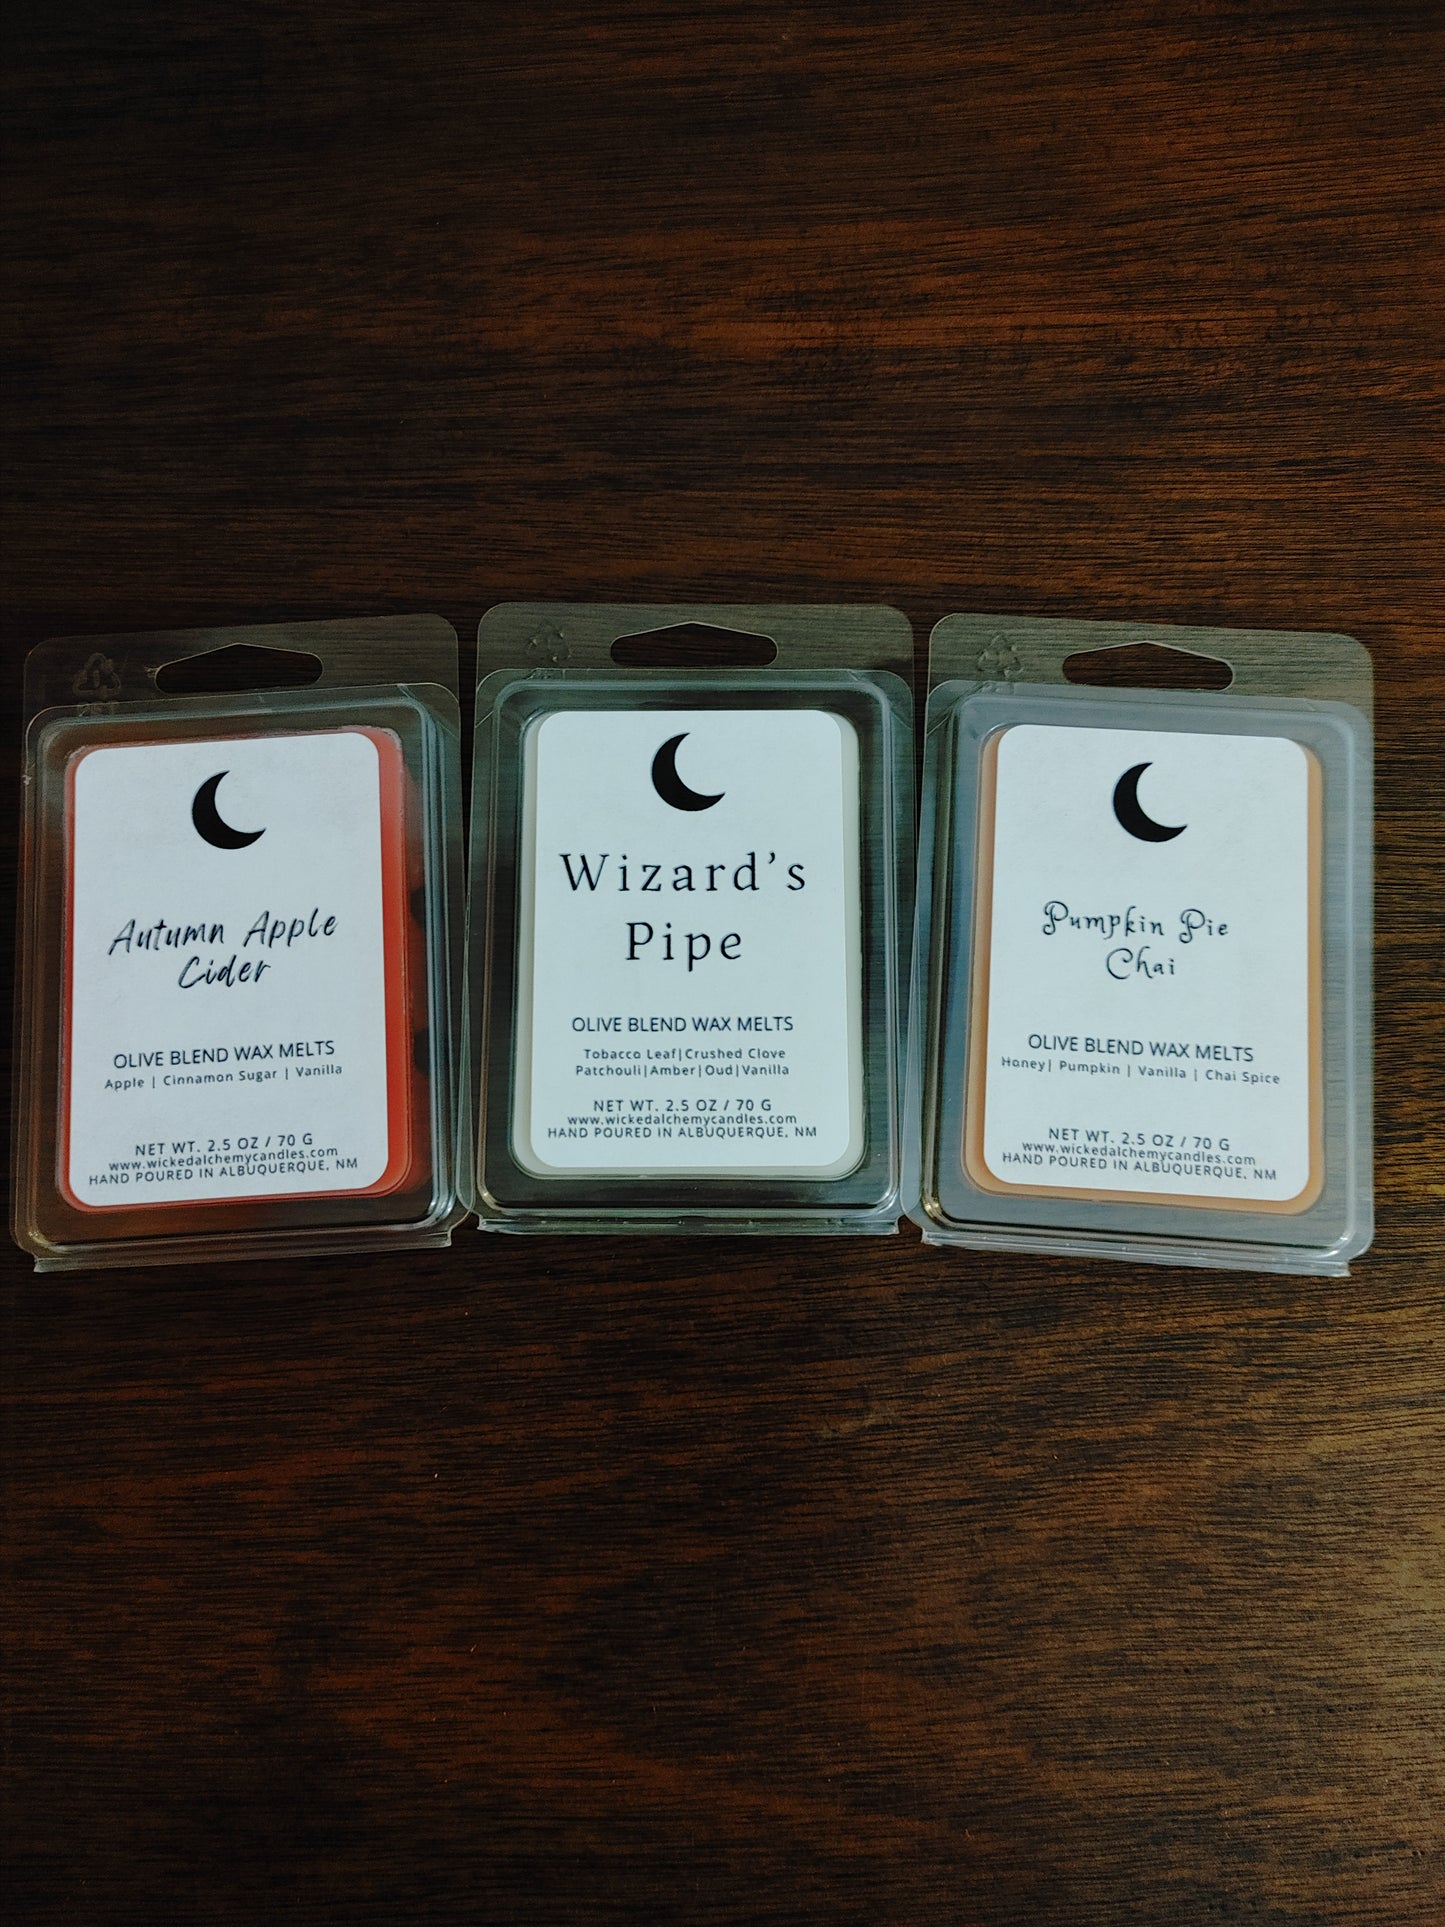 Autumn Apple
Cider
OLIVE BLEND WAX MELTS
Apple | Cinnamon Sugar | Vanilla
NET WT. 2.5 OZ / 70 G
www.wickedalchemycandles.com
HAND POURED IN ALBUQUERQUE, NM
Wizard's
Pipe
OLIVE BLEND WAX MELTS
Tobacco Leaf|Crushed Clove
Patchouli|Amber|Oud|Vanilla
NET WT. 2.5 OZ / 70 G
www.wickedalchemycandles.com
HAND POURED IN ALBUQUERQUE, NM
Pumpkin Pie
Chai
OLIVE BLEND WAX MELTS
Honey| Pumpkin | Vanilla | Chai Spice
NET WT. 2.5 OZ / 70 G
www.wickedalchemycandles.com
HAND POURED IN ALBUQUERQUE, NM